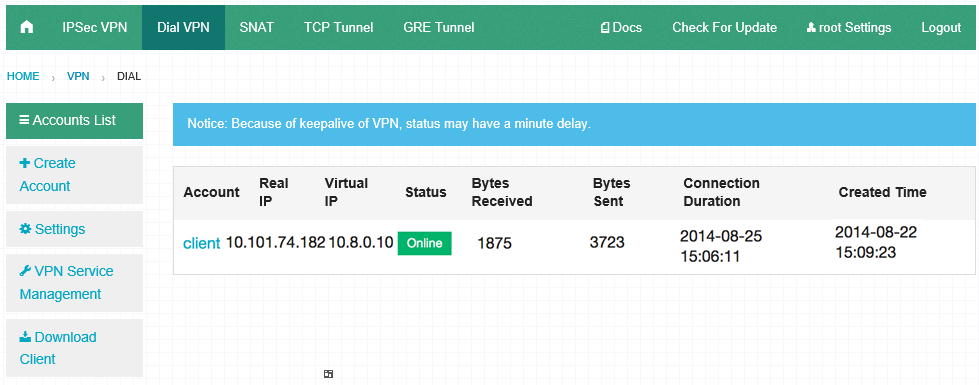 IPSec VPN Dial VPN SNAT TCP Tunnel GRE Tunnel Docs Check For Update root Settings Logout
HOME › VPN › DIAL
Accounts List
Create
Account
Settings
VPN Service
Management
Download
Client
Notice: Because of keepalive of VPN, status may have a minute delay.
Account Real IP Virtual IP Status Bytes Received Bytes Sent Connection Duration Created Time
client 10.101.74.182 10.8.0.10 Online 1875 3723 2014-08-25 15:06:11 2014-08-22 15:09:23